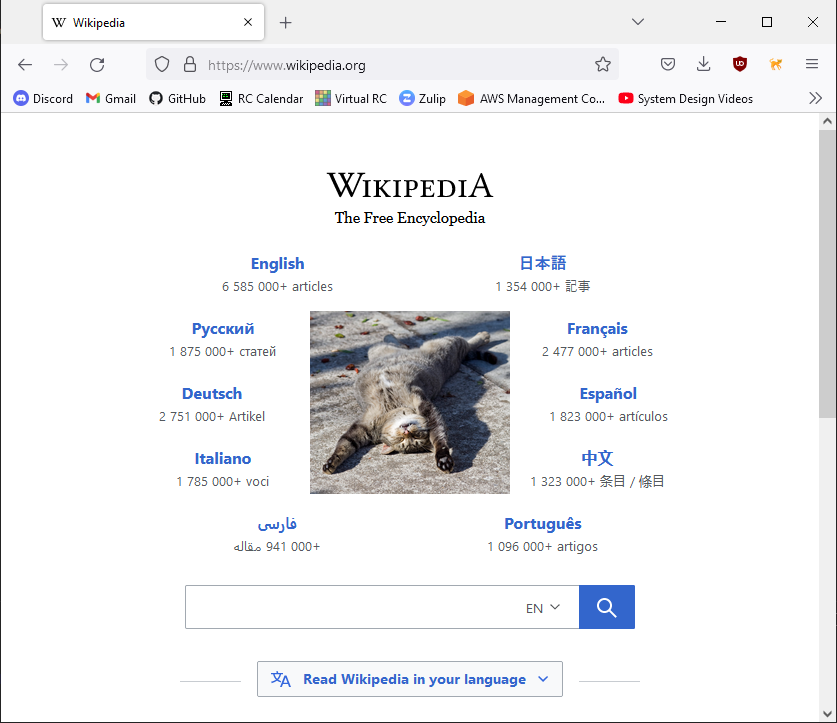 Wikipedia
https://www.wikipedia.org
Discord Gmail GitHub RC Calendar Virtual RC Zulip AWS Management Co... System Design Videos
WIKIPEDIA
The Free Encyclopedia
English
6 585 000+ articles
日本語
1 354 000+ 記事
Русский
1 875 000+ статей
Français
2 477 000+ articles
Deutsch
2 751 000+ Artikel
Español
1 823 000+ artículos
Italiano
1 785 000+ voci
中文
1 323 000+ 条目 / 條目
فارسی
941 000+ مقاله
Português
1 096 000+ artigos
EN
Read Wikipedia in your language